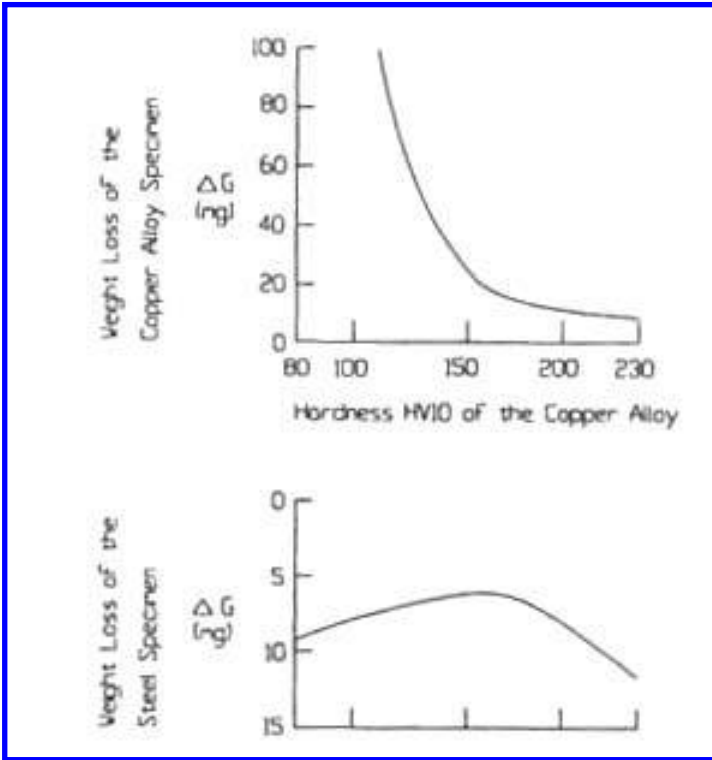 100
80
60
40
20
0
Weight Loss of the
Copper Alloy Specimen
ΔG
(mg)
80 100 150 200 230
Hardness HV10 of the Copper Alloy
0
5
10
15
Weight Loss of the
Steel Specimen
ΔG
(mg)